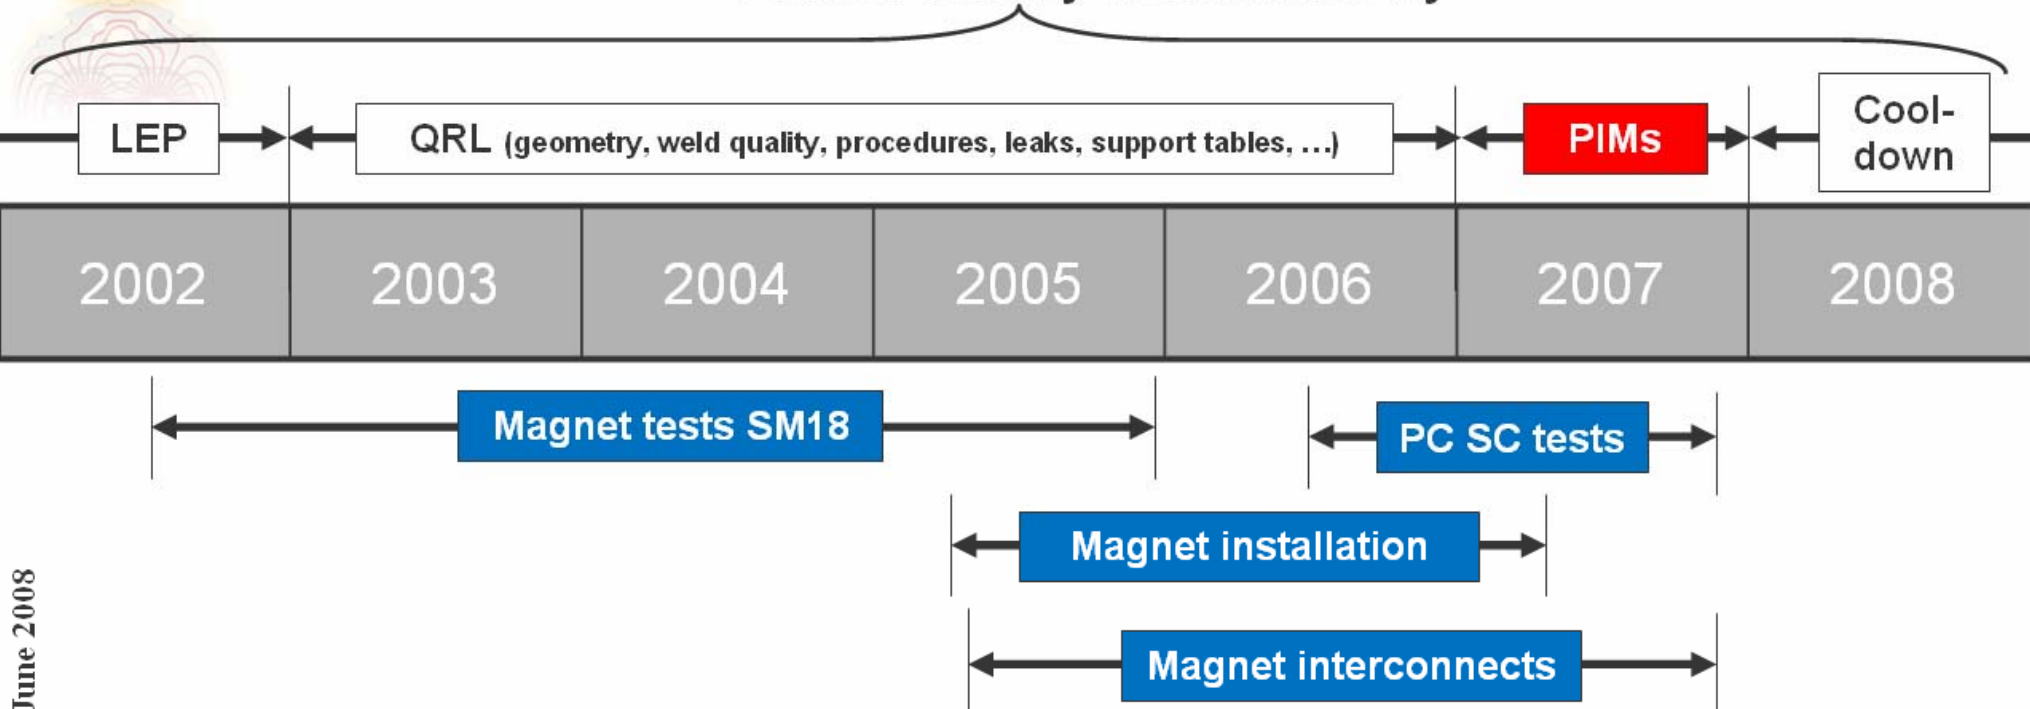 LEP
QRL (geometry, weld quality, procedures, leaks, support tables, ...)
PIMs
Cool-
down
2002
2003
2004
2005
2006
2007
2008
Magnet tests SM18
PC SC tests
Magnet installation
Magnet interconnects
June 2008